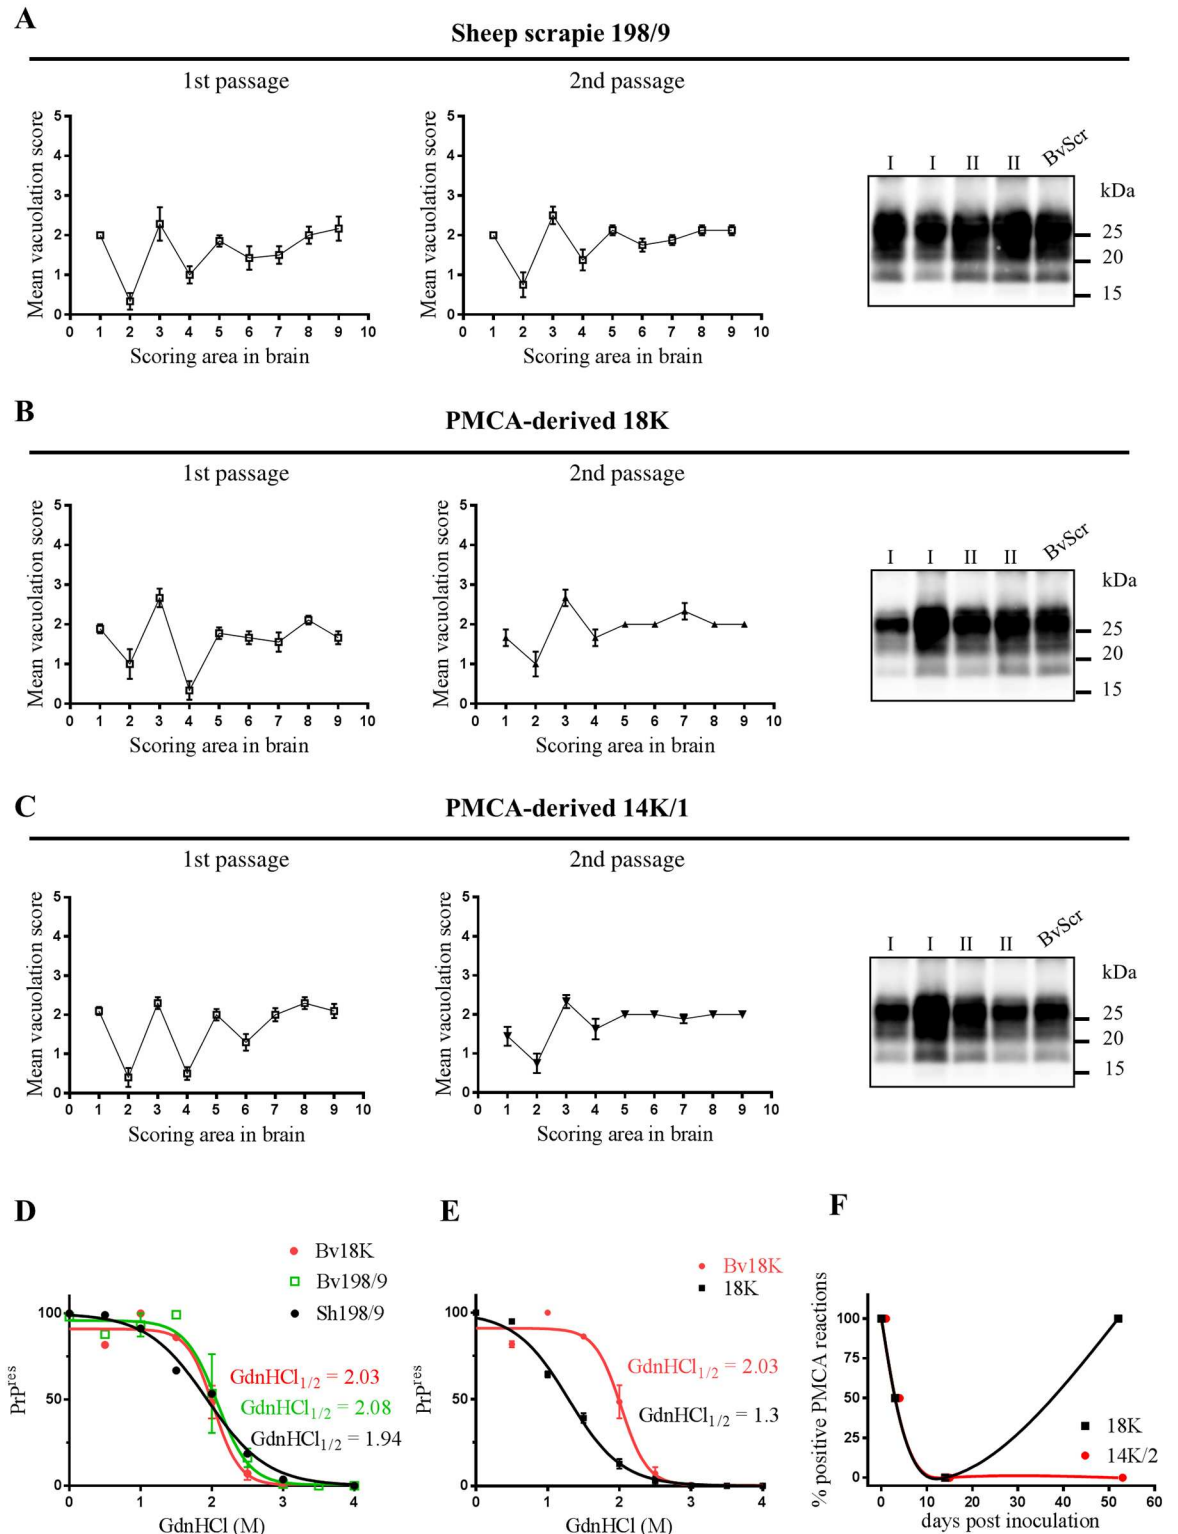 A
Sheep scrapie 198/9
1st passage
2nd passage
Mean vacuolation score
5
4
3
2
1
0
0 1 2 3 4 5 6 7 8 9 10
Scoring area in brain
Mean vacuolation score
5
4
3
2
1
0
0 1 2 3 4 5 6 7 8 9 10
Scoring area in brain
I I II II BvScr
kDa
25
20
15
B
PMCA-derived 18K
1st passage
2nd passage
Mean vacuolation score
5
4
3
2
1
0
0 1 2 3 4 5 6 7 8 9 10
Scoring area in brain
Mean vacuolation score
5
4
3
2
1
0
0 1 2 3 4 5 6 7 8 9 10
Scoring area in brain
I I II II BvScr
kDa
25
20
15
C
PMCA-derived 14K/1
1st passage
2nd passage
Mean vacuolation score
5
4
3
2
1
0
0 1 2 3 4 5 6 7 8 9 10
Scoring area in brain
Mean vacuolation score
5
4
3
2
1
0
0 1 2 3 4 5 6 7 8 9 10
Scoring area in brain
I I II II BvScr
kDa
25
20
15
D
Bv18K
Bv198/9
Sh198/9
PrPres
100
50
0
GdnHCl1/2 = 2.03
GdnHCl1/2 = 2.08
GdnHCl1/2 = 1.94
0 1 2 3 4
GdnHCl (M)
E
Bv18K
18K
PrPres
100
50
0
GdnHCl1/2 = 2.03
GdnHCl1/2 = 1.3
0 1 2 3 4
GdnHCl (M)
F
% positive PMCA reactions
100
75
50
25
0
18K
14K/2
0 10 20 30 40 50 60
days post inoculation